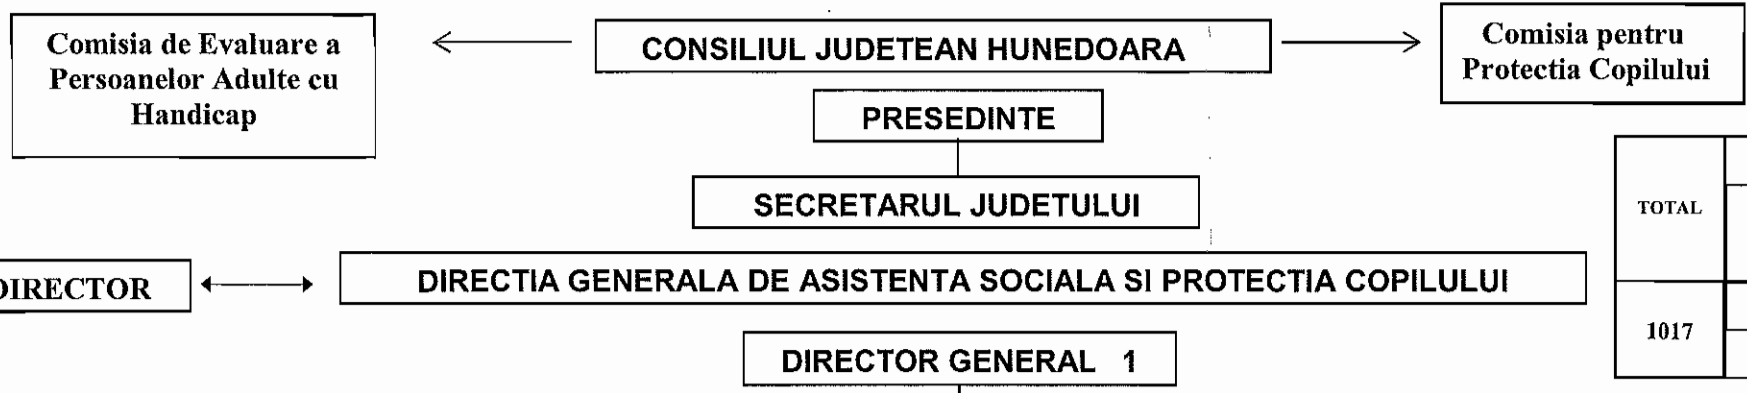 Comisia de Evaluare a
Persoanelor Adulte cu
Handicap
CONSILIUL JUDETEAN HUNEDOARA
Comisia pentru
Protectia Copilului
PRESEDINTE
SECRETARUL JUDETULUI
TOTAL
DIRECTOR
DIRECTIA GENERALA DE ASISTENTA SOCIALA SI PROTECTIA COPILULUI
1017
DIRECTOR GENERAL 1